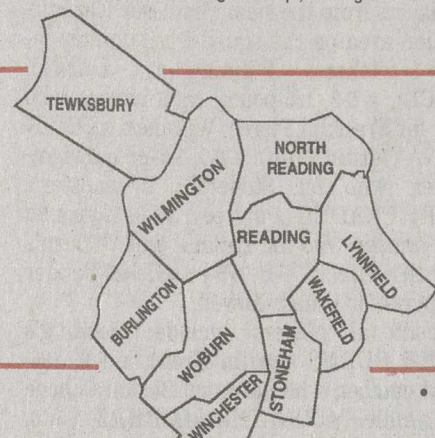 TEWKSBURY
NORTH
READING
WILMINGTON
READING
LYNNFIELD
BURLINGTON
WAKEFIELD
WOBURN
STONEHAM
WINCHESTER